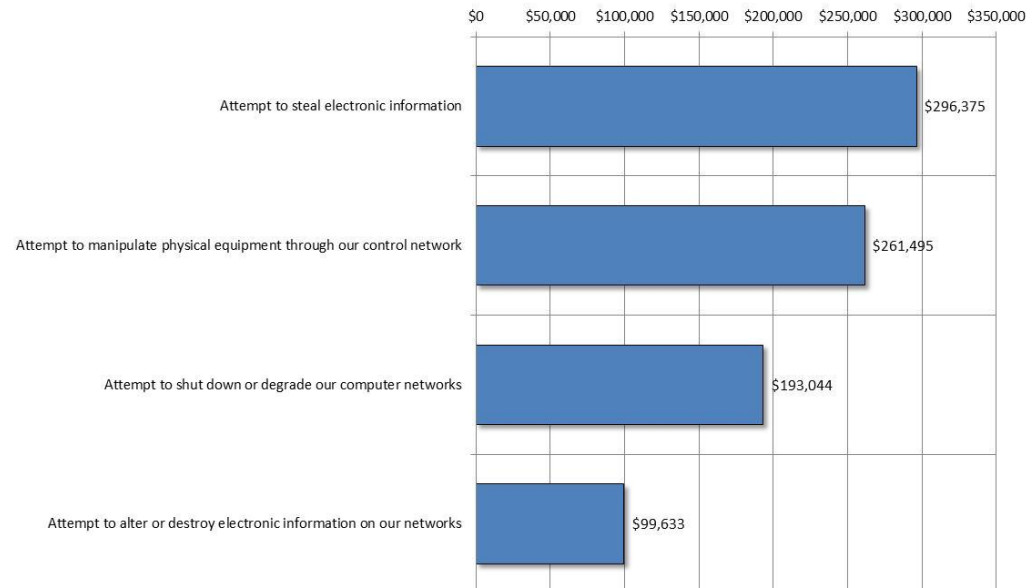 $0 $50,000 $100,000 $150,000 $200,000 $250,000 $300,000 $350,000
Attempt to steal electronic information $296,375
Attempt to manipulate physical equipment through our control network $261,495
Attempt to shut down or degrade our computer networks $193,044
Attempt to alter or destroy electronic information on our networks $99,633